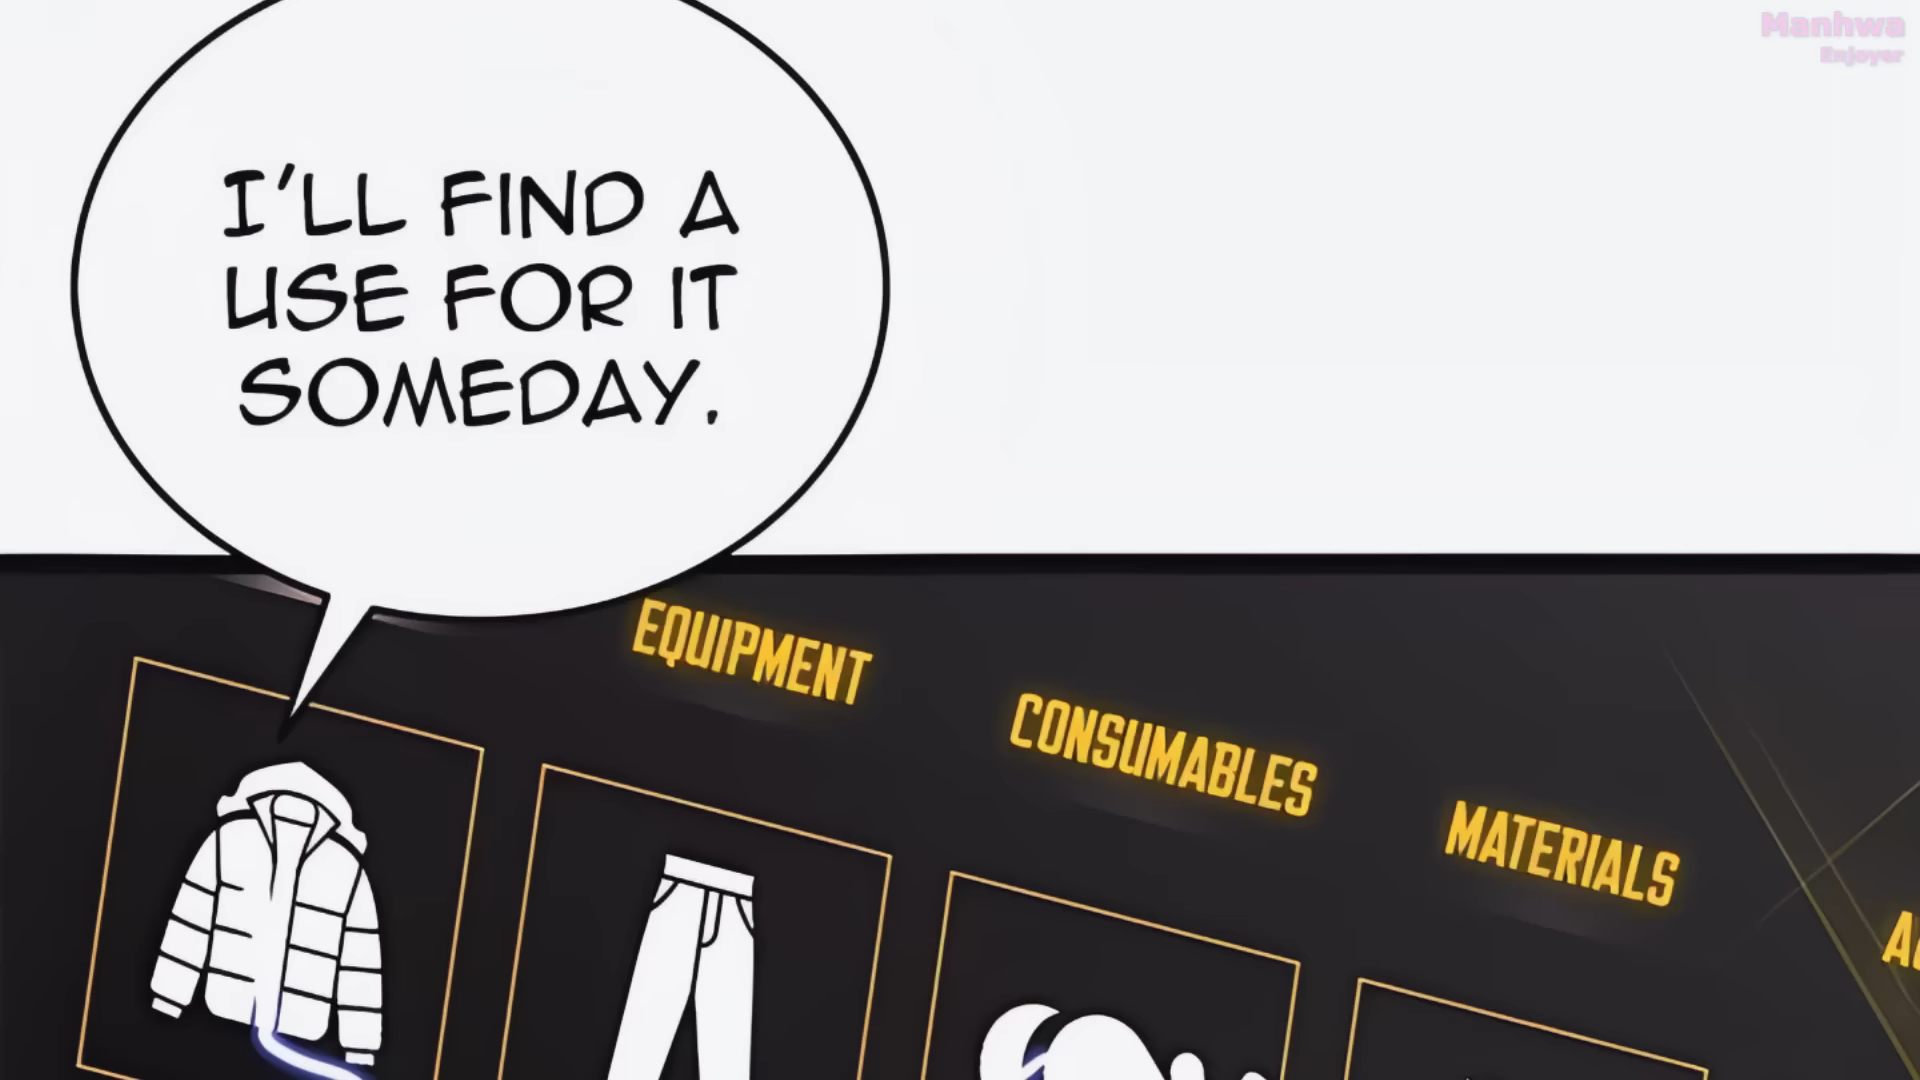 Manhwa
Enjoyer
I'LL FIND A
USE FOR IT
SOMEDAY.
EQUIPMENT
CONSUMABLES
MATERIALS